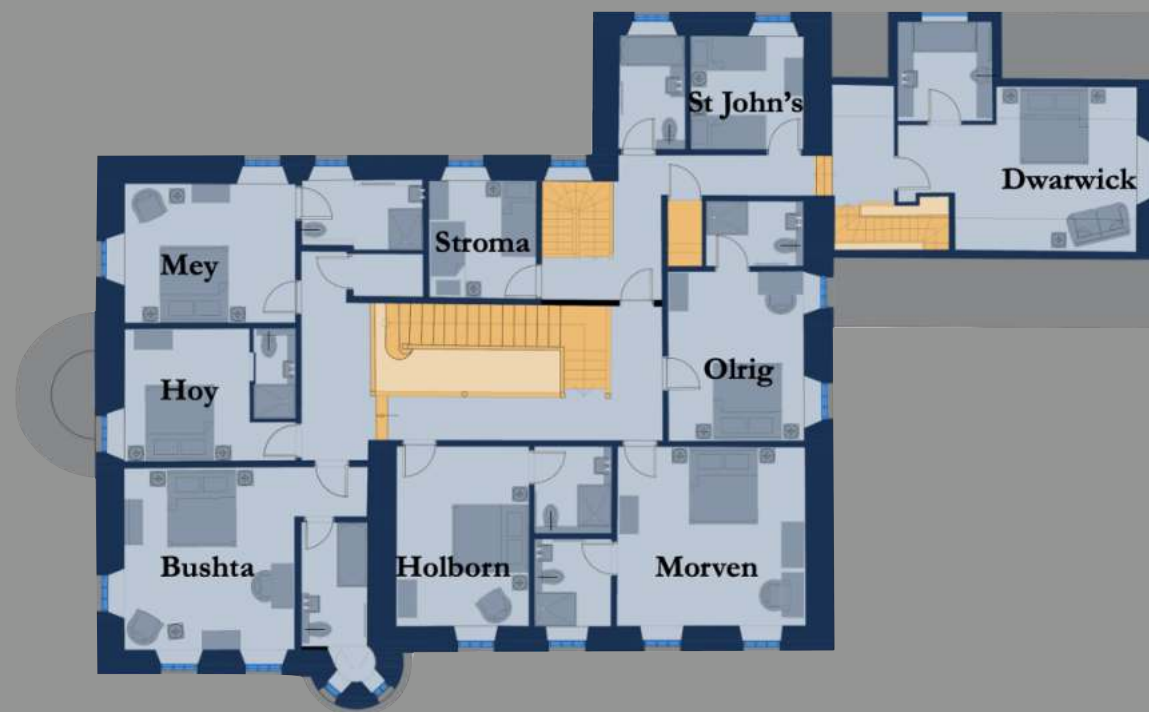 St John's
Dwarwick
Stroma
Mey
Olrig
Hoy
Bushta
Holborn
Morven